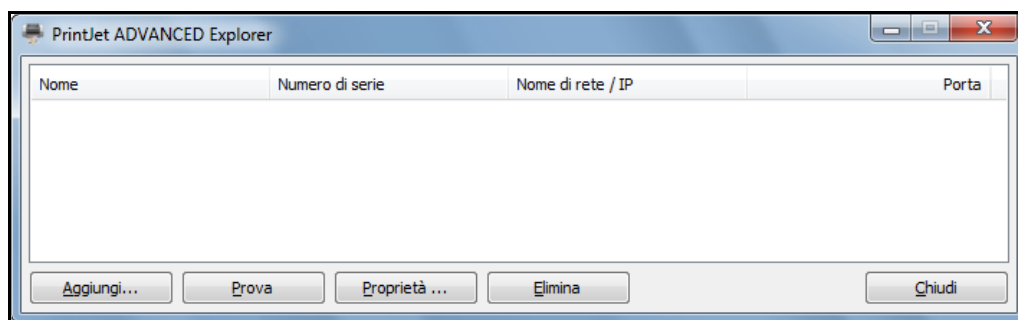 PrintJet ADVANCED Explorer
Nome Numero di serie Nome di rete / IP Porta
Aggiungi... Prova Proprietà ... Elimina Chiudi